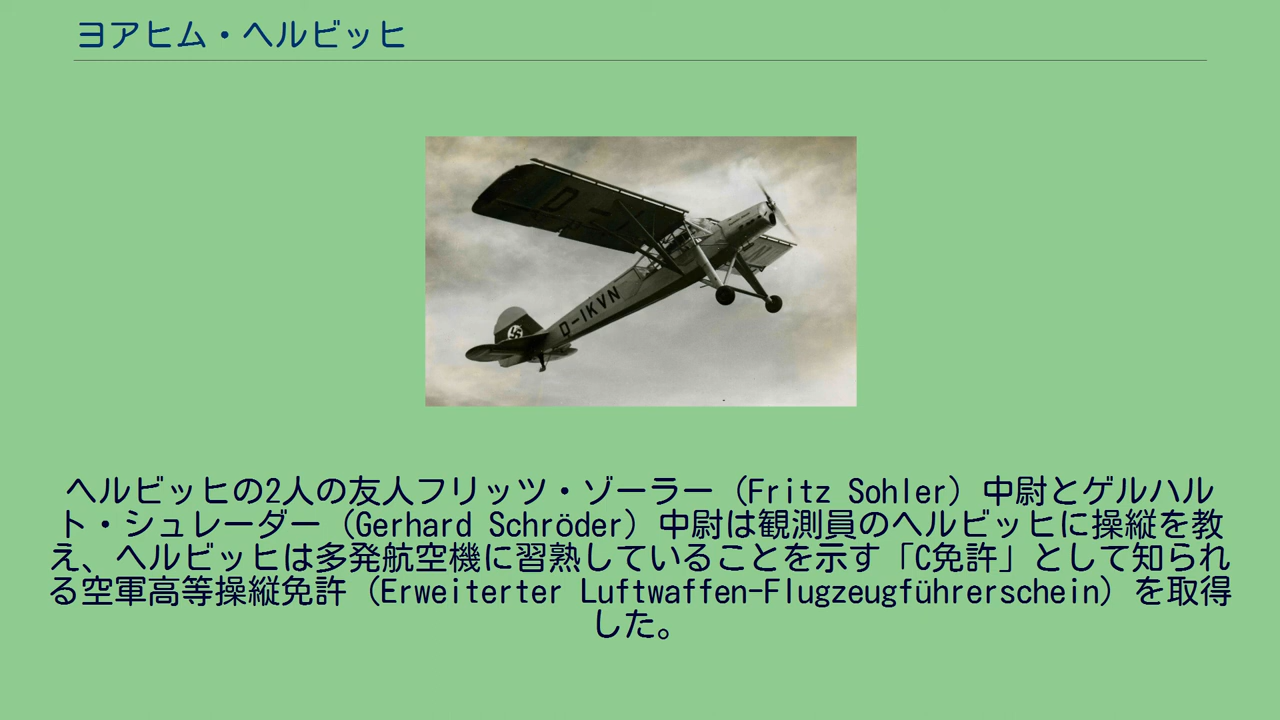 ヨアヒム・ヘルビッヒ
D-IKVN
ヘルビッヒの2人の友人フリッツ・ゾーラー（Fritz Sohler）中尉とゲルハル
ト・シュレーダー（Gerhard Schröder）中尉は観測員のヘルビッヒに操縦を教
え、ヘルビッヒは多発航空機に習熟していることを示す「C免許」として知られ
る空軍高等操縦免許（Erweiterter Luftwaffen-Flugzeugführerschein）を取得
した。